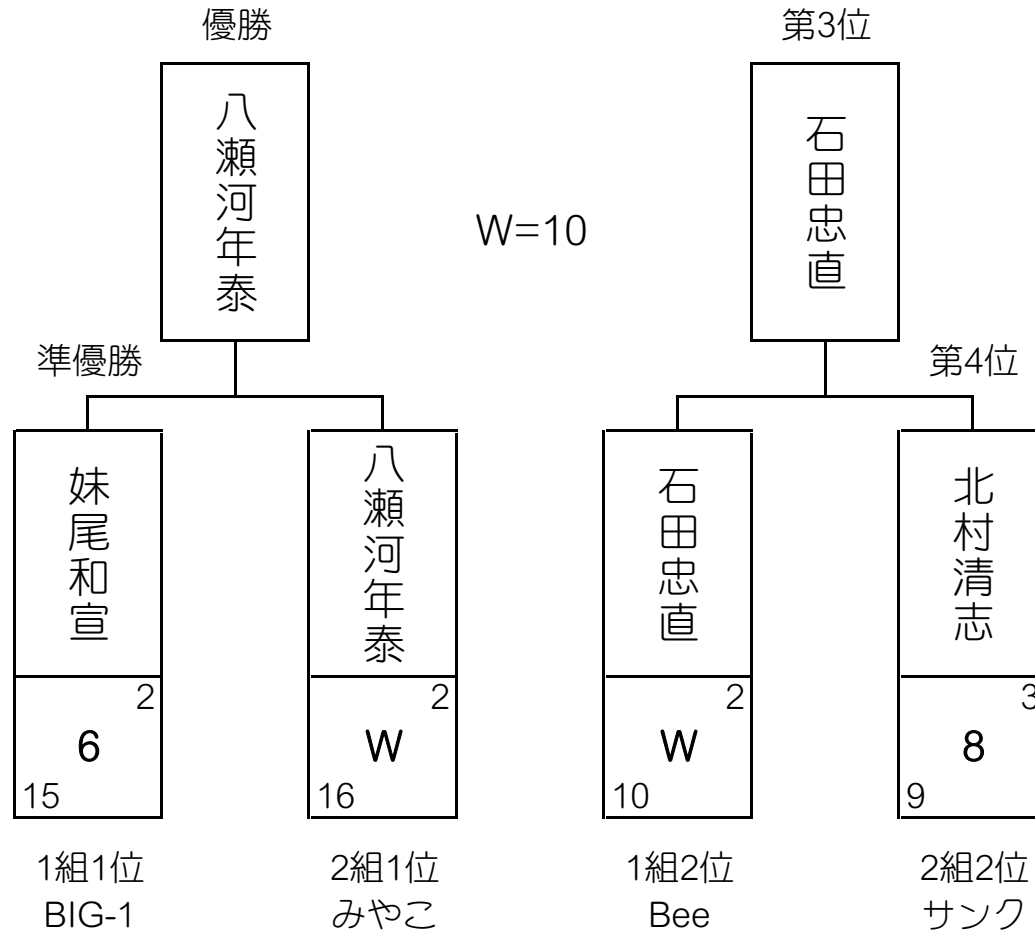 優勝
第3位
八瀬河年泰
W=10
石田忠直
準優勝
第4位
妹尾和宣
八瀬河年泰
石田忠直
北村清志
2
6
15
2
W
16
2
W
10
3
8
9
1組1位
BIG-1
2組1位
みやこ
1組2位
Bee
2組2位
サンク